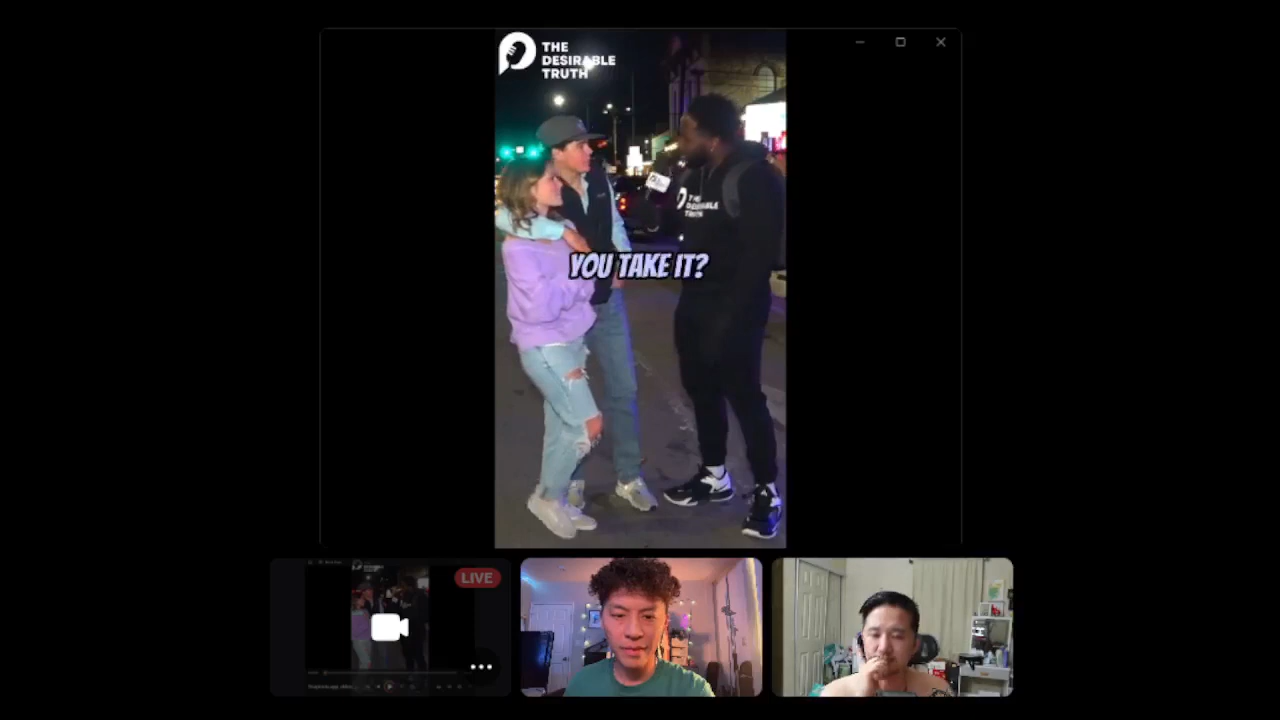 THE
DESIRABLE
TRUTH
THE
DESIRABLE
TRUTH
YOU TAKE IT?
LIVE